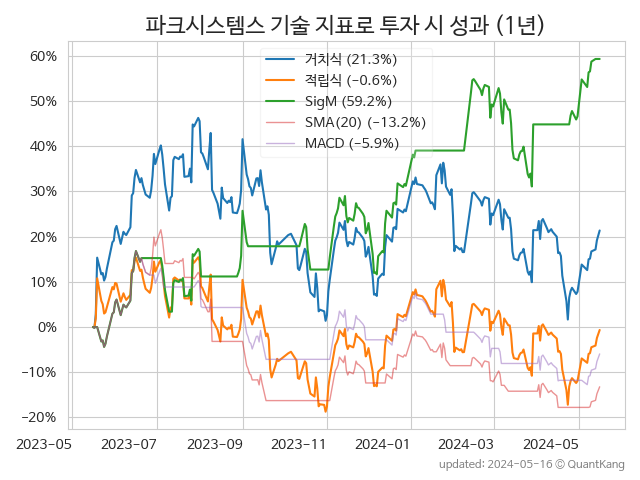 파크시스템스 기술 지표로 투자 시 성과 (1년)
거치식 (21.3%)
적립식 (−0.6%)
SigM (59.2%)
SMA(20) (−13.2%)
MACD (−5.9%)
60%
50%
40%
30%
20%
10%
0%
−10%
−20%
2023-05
2023-07
2023-09
2023-11
2024-01
2024-03
2024-05
updated: 2024-05-16 ⓒ QuantKang